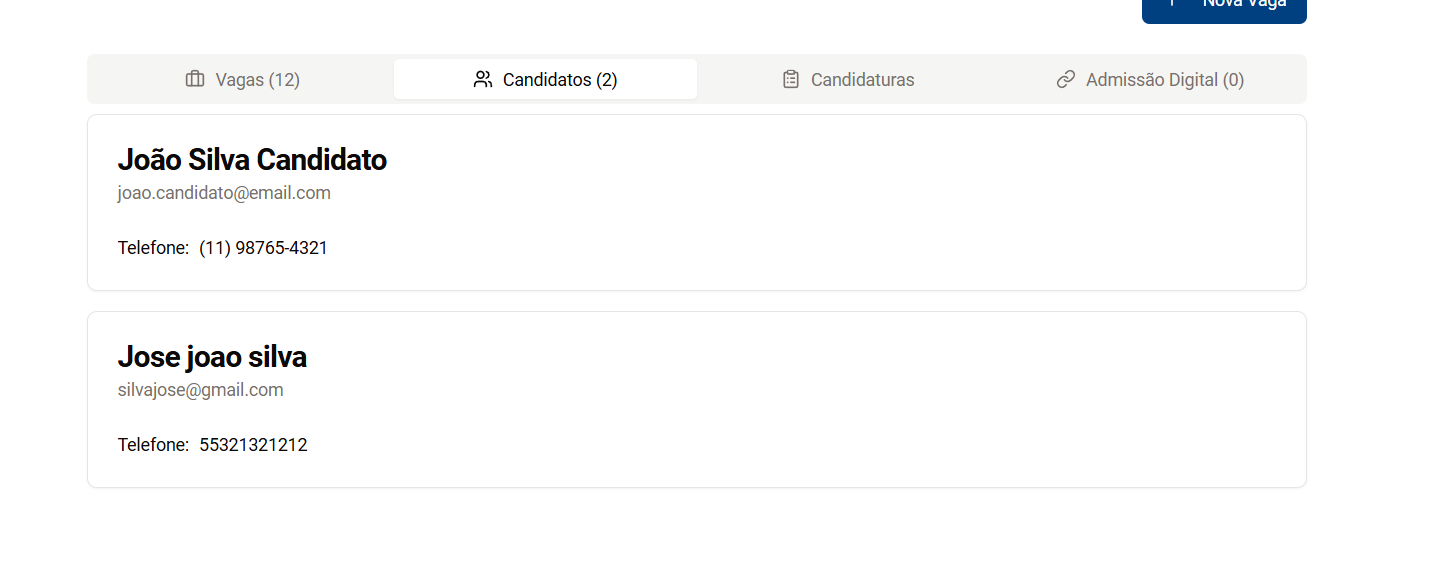 Nova Vaga
Vagas (12)
Candidatos (2)
Candidaturas
Admissão Digital (0)
João Silva Candidato
joao.candidato@email.com
Telefone: (11) 98765-4321
Jose joao silva
silvajose@gmail.com
Telefone: 55321321212